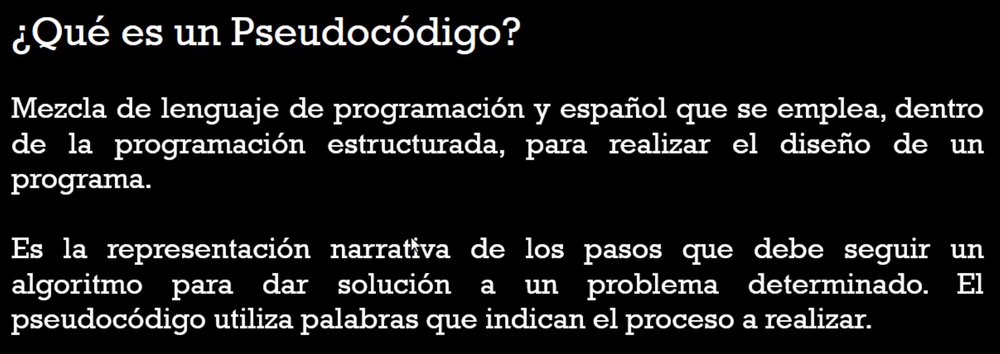 ¿Qué es un Pseudocódigo?
Mezcla de lenguaje de programación y español que se emplea, dentro
de la programación estructurada, para realizar el diseño de un
programa.
Es la representación narrativa de los pasos que debe seguir un
algoritmo para dar solución a un problema determinado. El
pseudocódigo utiliza palabras que indican el proceso a realizar.